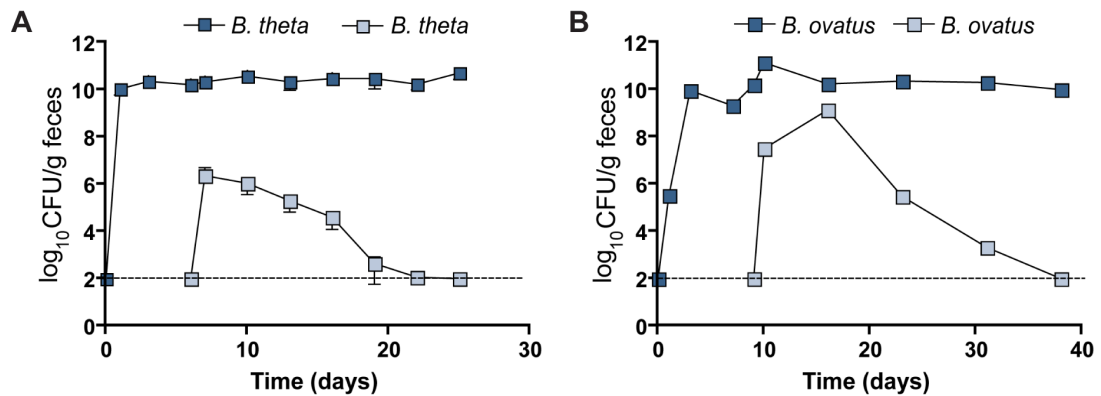 A
B. theta B. theta
12
10
8
6
4
2
0
log10CFU/g feces
0 10 20 30
Time (days)
B
B. ovatus B. ovatus
12
10
8
6
4
2
0
log10CFU/g feces
0 10 20 30 40
Time (days)